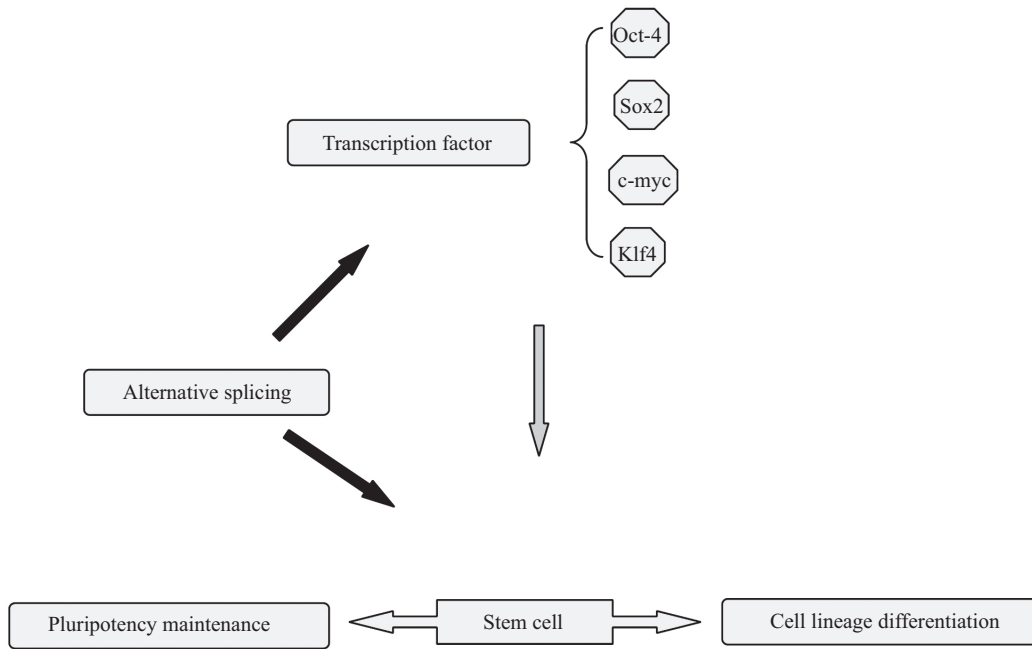 Oct-4
Sox2
Transcription factor
c-myc
Klf4
Alternative splicing
Pluripotency maintenance
Stem cell
Cell lineage differentiation